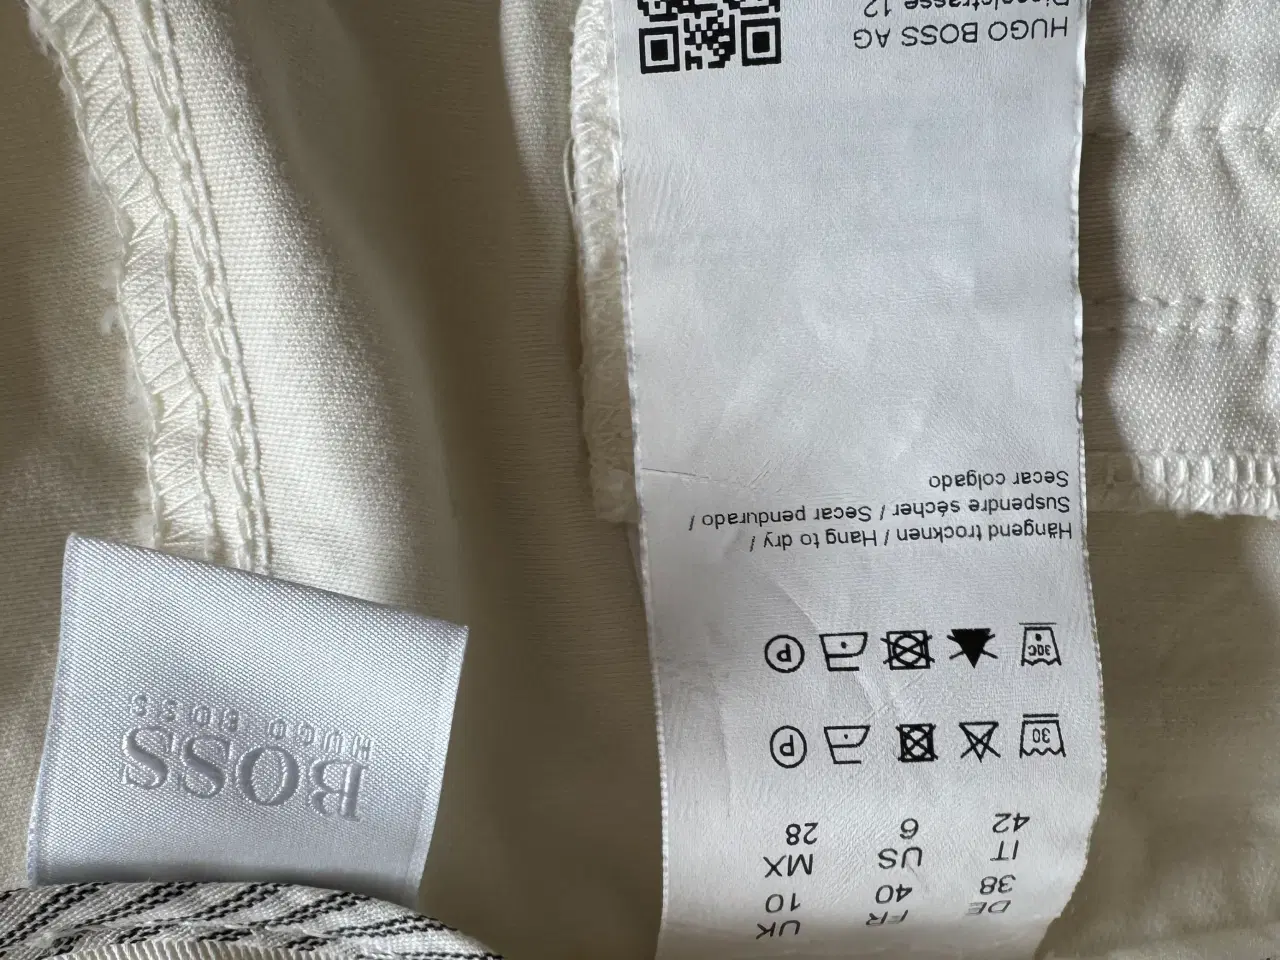 DE FR UK
38 40 10
IT US MX
42 6 28
30 P
30C P
Hängend trocknen / Hang to dry /
Suspendre sécher / Secar pendurado /
Secar colgado
HUGO BOSS AG
Dieselstrasse 12
BOSS
HUGO BOSS